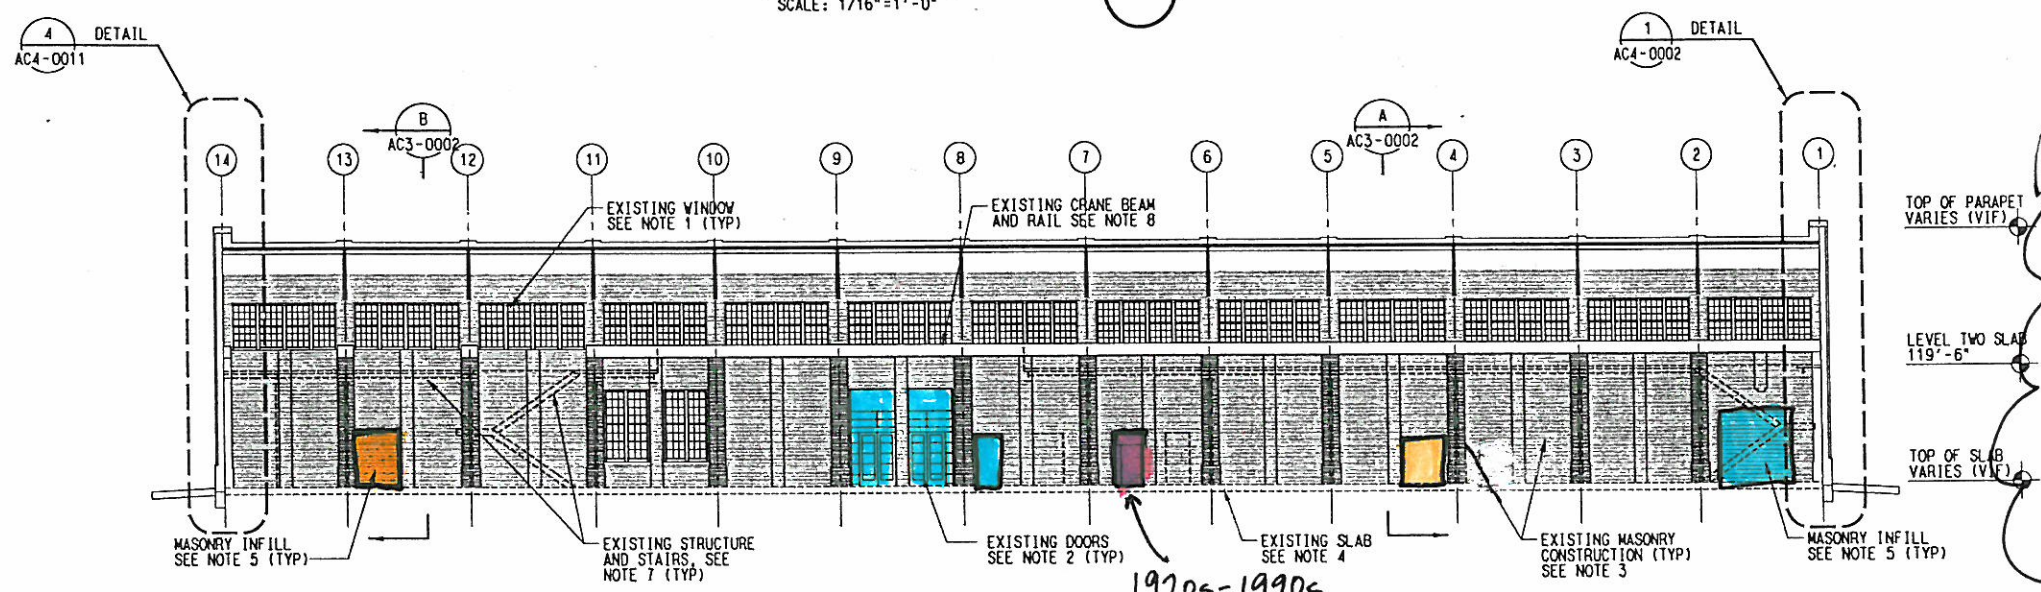 SCALE: 1/16"=1'-0"
4 DETAIL
AC4-0011
1 DETAIL
AC4-0002
B
AC3-0002
A
AC3-0002
14 13 12 11 10 9 8 7 6 5 4 3 2 1
EXISTING WINDOW
SEE NOTE 1 (TYP)
EXISTING CRANE BEAM
AND RAIL SEE NOTE 8
TOP OF PARAPET
VARIES (VIF)
LEVEL TWO SLAB
119'-6"
TOP OF SLAB
VARIES (VIF)
MASONRY INFILL
SEE NOTE 5 (TYP)
EXISTING STRUCTURE
AND STAIRS, SEE
NOTE 7 (TYP)
EXISTING DOORS
SEE NOTE 2 (TYP)
EXISTING SLAB
SEE NOTE 4
EXISTING MASONRY
CONSTRUCTION (TYP)
SEE NOTE 3
MASONRY INFILL
SEE NOTE 5 (TYP)
1970s-1990s